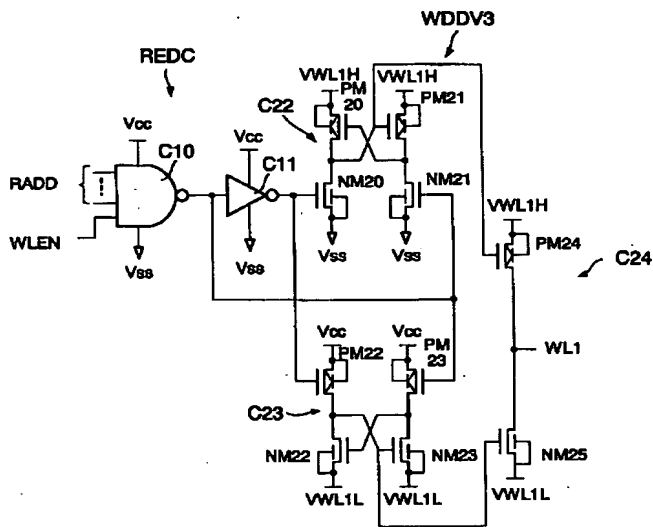 WDDV3
REDC
VWL1H
VWL1H
PM
20
PM21
C22
Vcc
C10
Vcc
C11
RADD
NM20
NM21
WLEN
VWL1H
Vss
Vss
Vss
Vss
PM24
C24
Vcc
Vcc
PM22
PM
23
WL1
C23
NM22
NM23
NM25
VWL1L
VWL1L
VWL1L